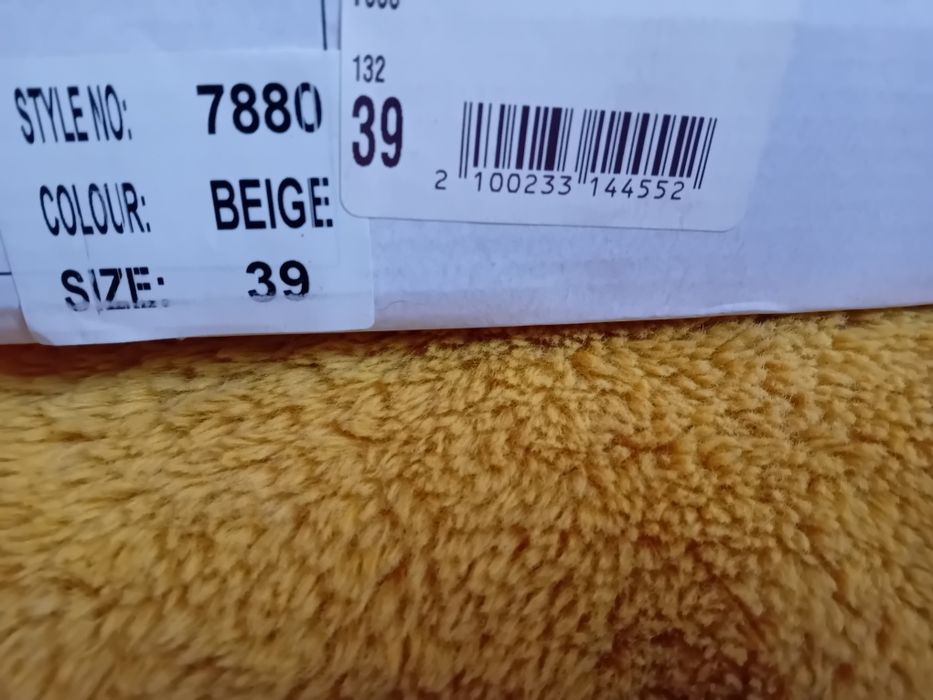 STYLE NO: 7880
COLOUR: BEIGE
SIZE: 39
132
39
2 100233 144552